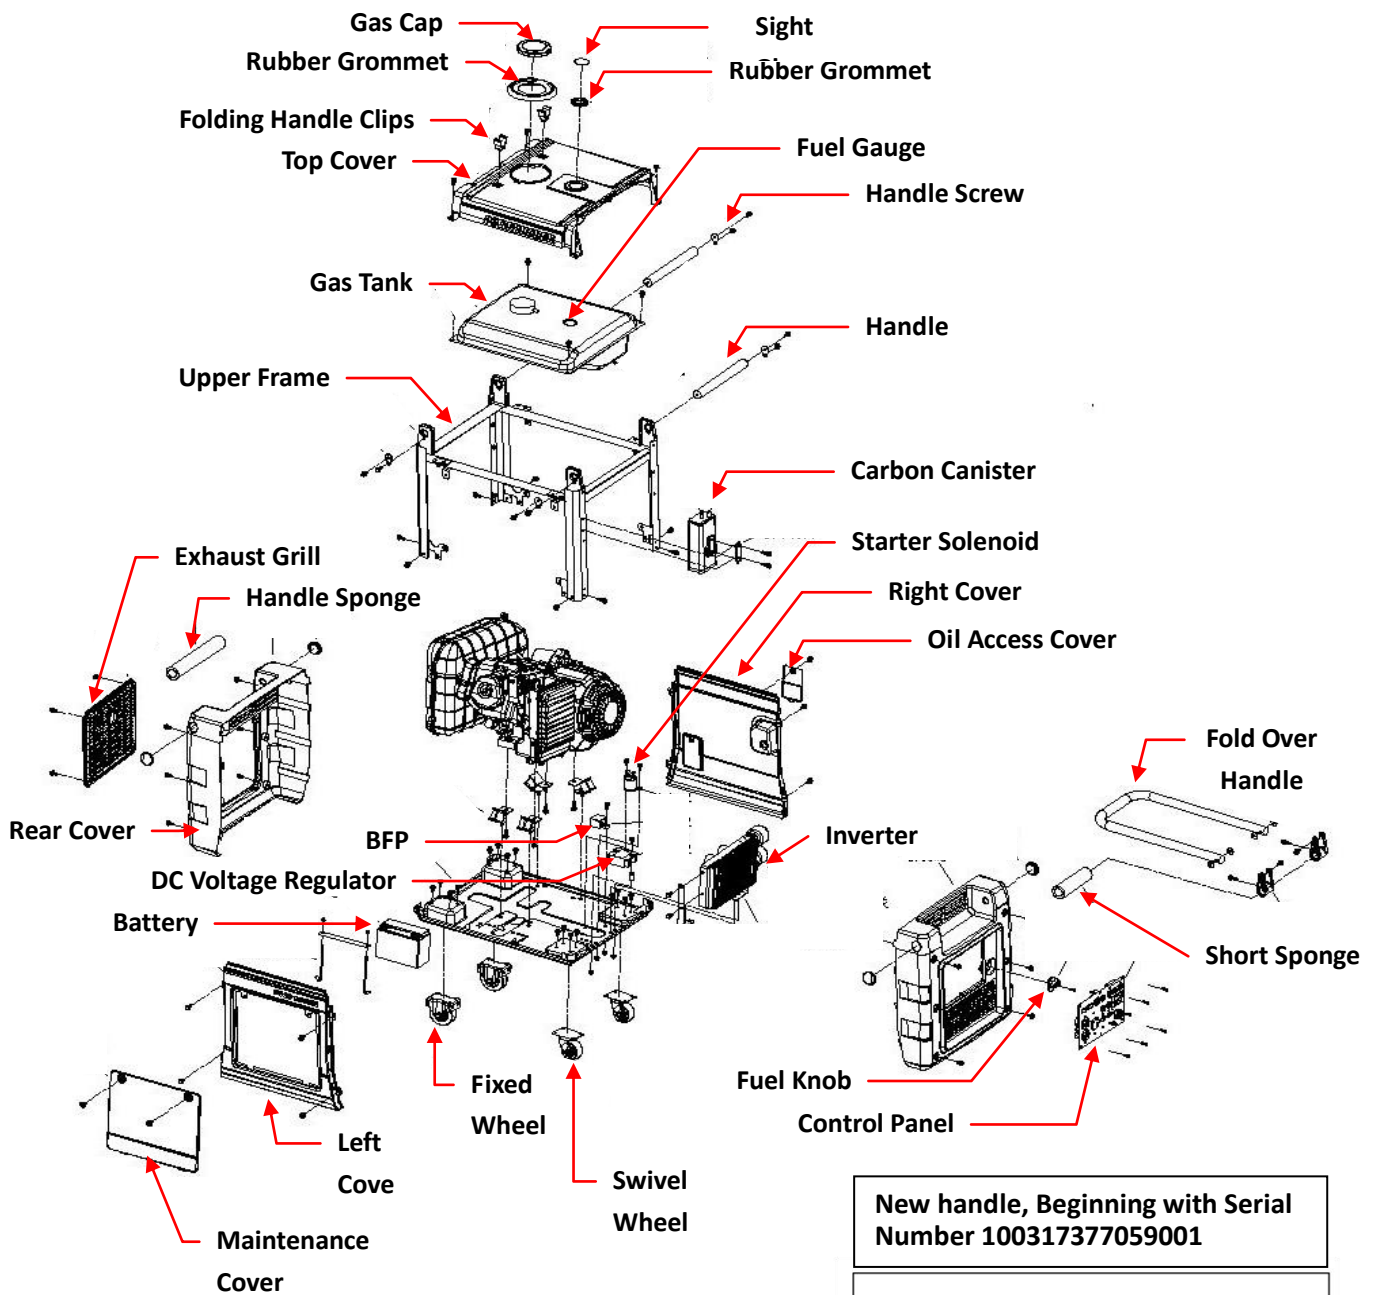 Gas Cap
Sight
Rubber Grommet
Rubber Grommet
Folding Handle Clips
Top Cover
Fuel Gauge
Handle Screw
Gas Tank
Handle
Upper Frame
Carbon Canister
Starter Solenoid
Exhaust Grill
Right Cover
Handle Sponge
Oil Access Cover
Fold Over
Handle
Rear Cover
BFP
Inverter
DC Voltage Regulator
Battery
Short Sponge
Fixed
Wheel
Fuel Knob
Control Panel
Left
Cove
Swivel
Wheel
Maintenance
Cover
New handle, Beginning with Serial
Number 100317377059001